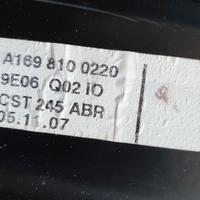 A169 810 0220
9E06 Q02 IO
CST 245 ABR
05.11.07